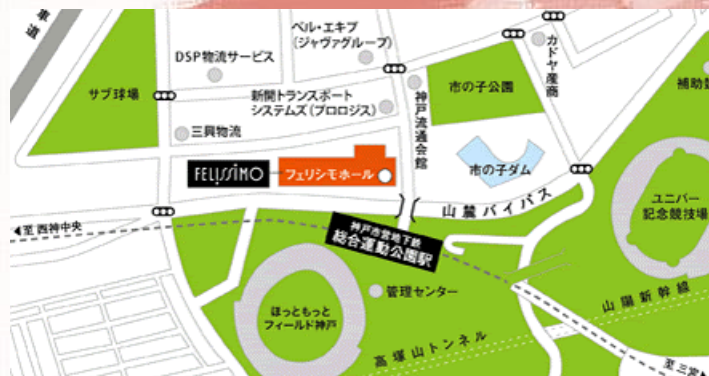 車道
ベル・エキプ
(ジャヴァグループ)
DSP物流サービス
カドヤ産商
サブ球場
新開トランスポート
システムズ(プロロジス)
神戸流通会館
市の子公園
補助競
三興物流
FELISSIMO
フェリシモホール
市の子ダム
山麓バイパス
ユニバー
記念競技場
◀至 西神中央
神戸市営地下鉄
総合運動公園駅
ほっともっと
フィールド神戸
管理センター
山陽新幹線
高塚山トンネル
至 三宮▶